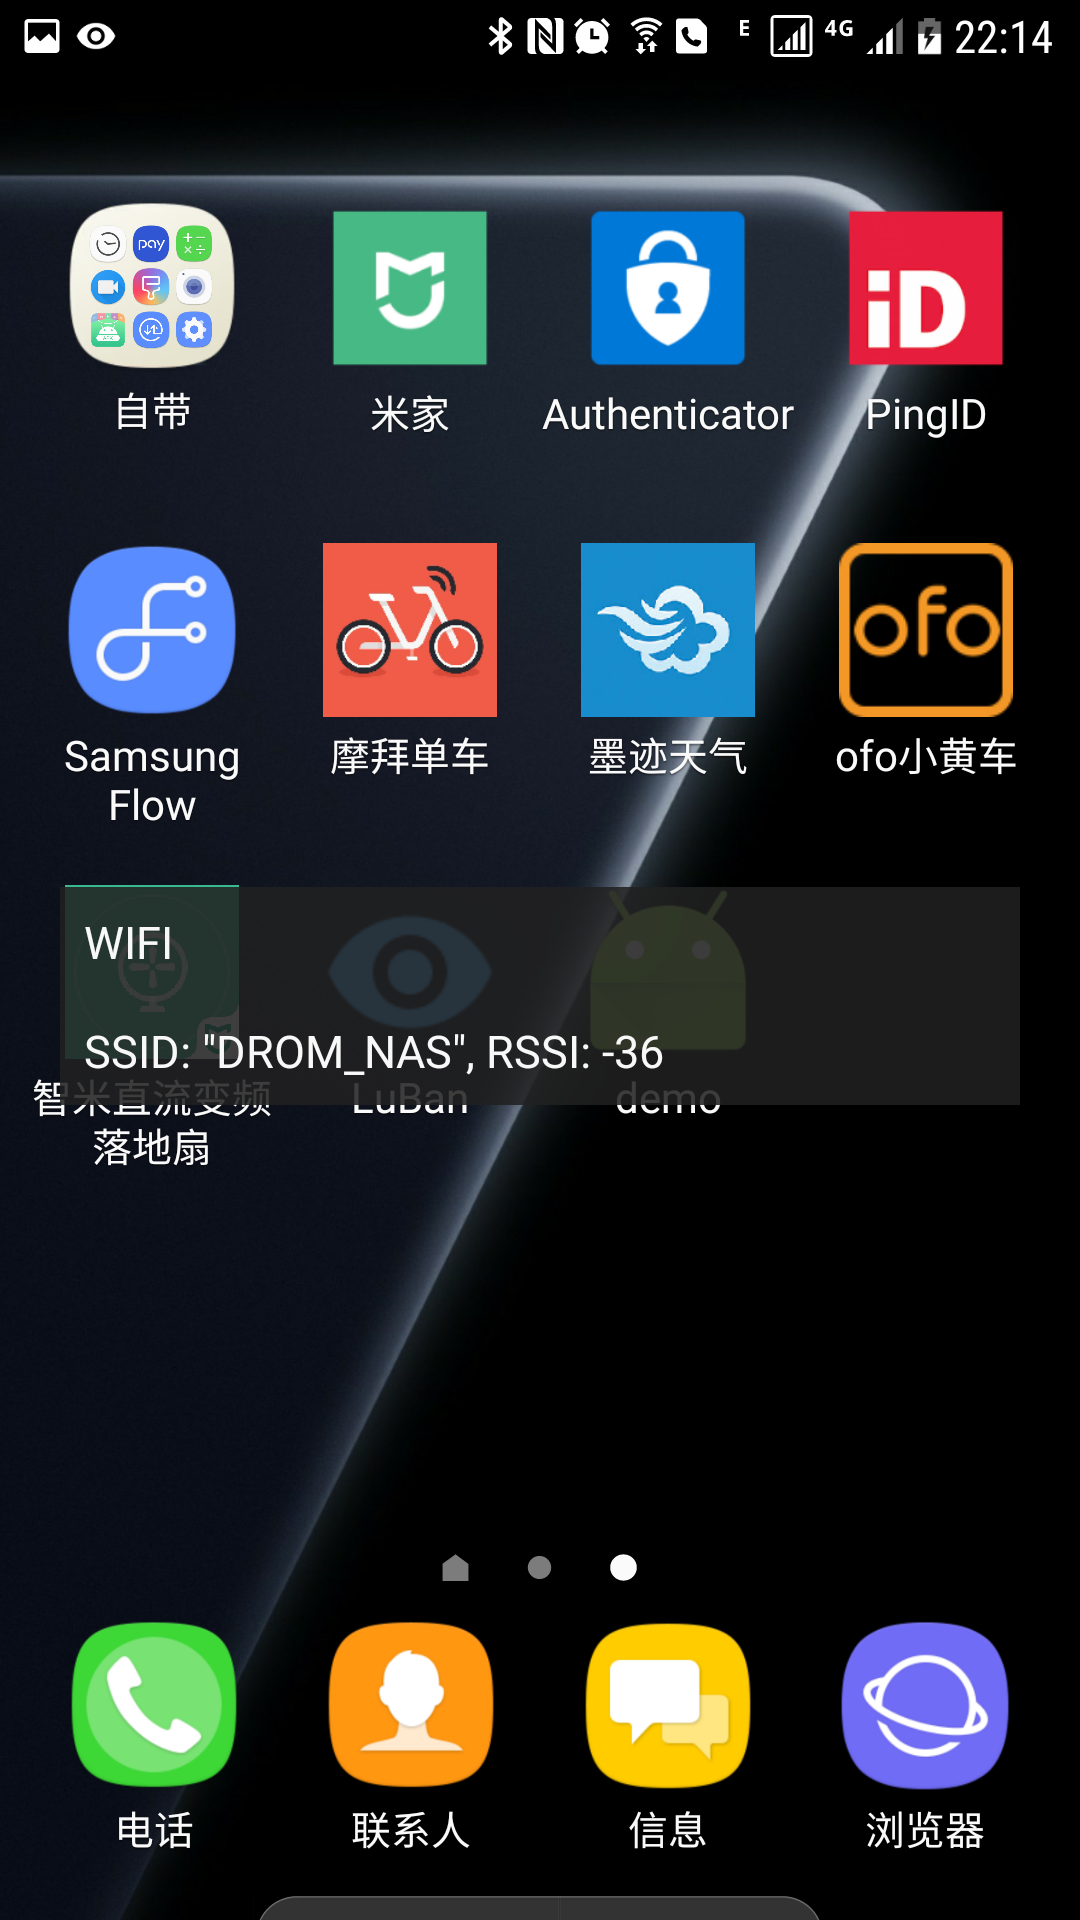 E 4G 22:14
pay
iD
自带 米家 Authenticator PingID
ofo
Samsung Flow 摩拜单车 墨迹天气 ofo小黄车
WIFI
SSID: "DROM_NAS", RSSI: -36
智米直流变频 LuBan demo
落地扇
电话 联系人 信息 浏览器